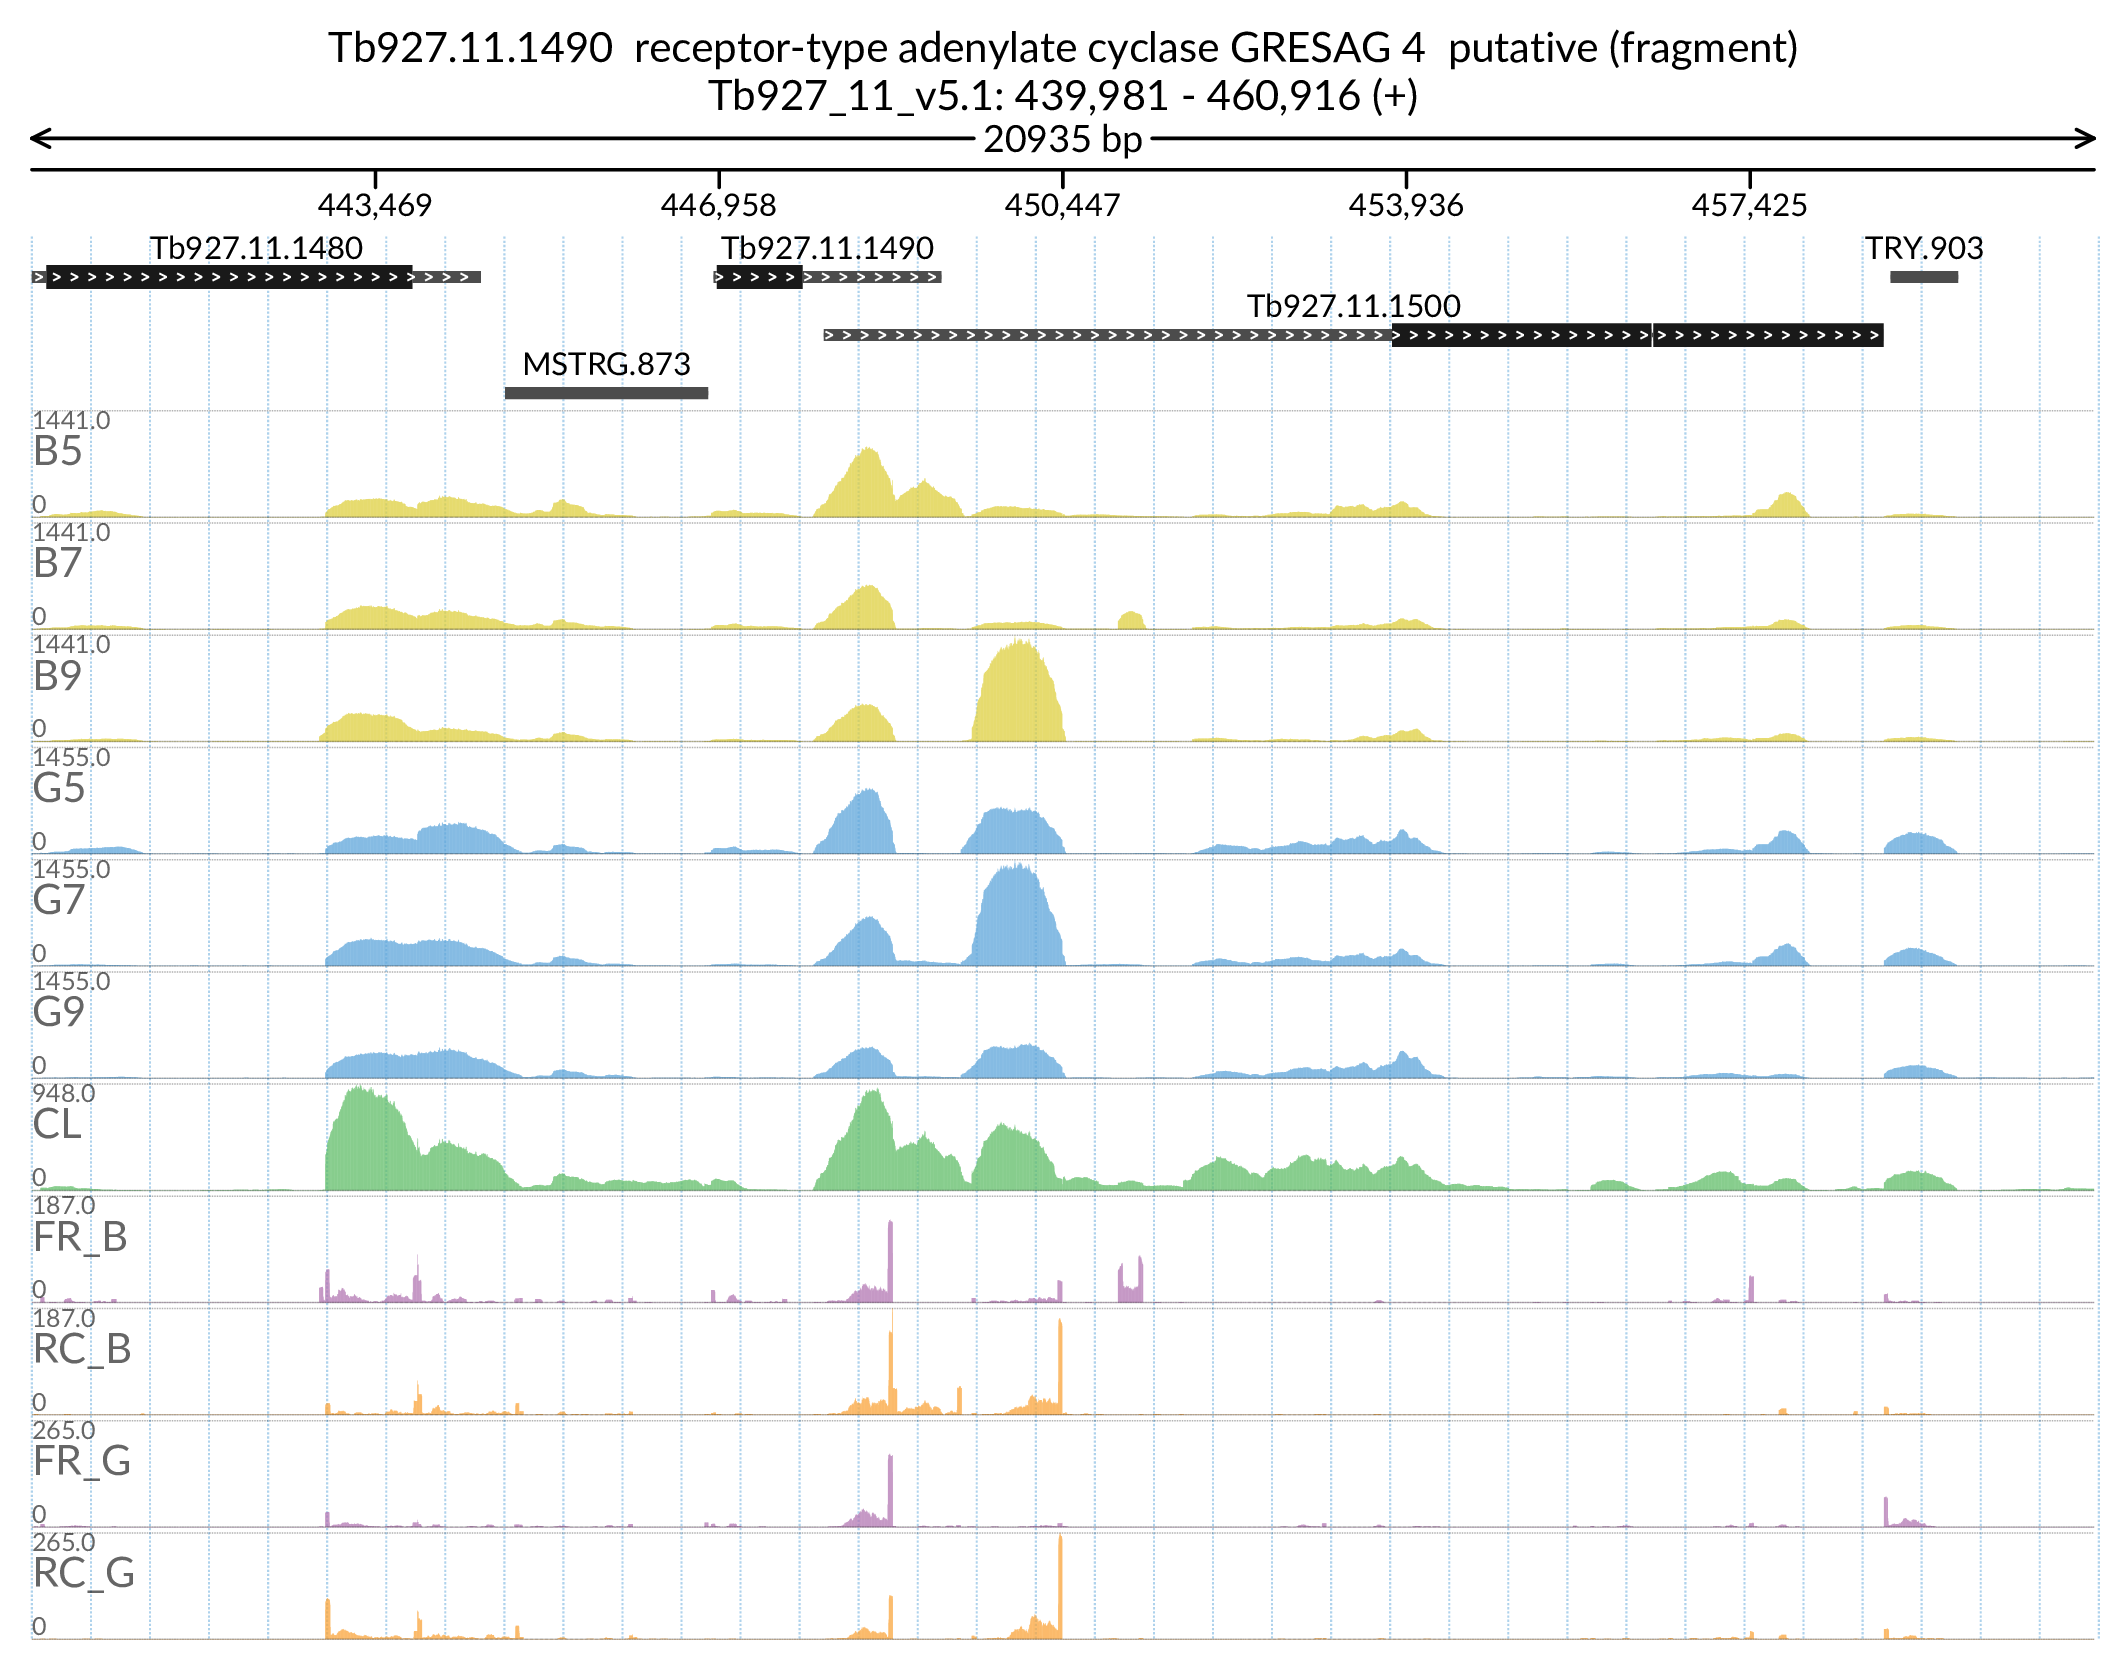 Tb927.11.1490  receptor-type adenylate cyclase GRESAG 4  putative (fragment)
Tb927_11_v5.1: 439,981 - 460,916 (+)
20935 bp
443,469 446,958 450,447 453,936 457,425
Tb927.11.1480 Tb927.11.1490 TRY.903
Tb927.11.1500
MSTRG.873
1441.0
B5
0
1441.0
B7
0
1441.0
B9
0
1455.0
G5
0
1455.0
G7
0
1455.0
G9
0
948.0
CL
0
187.0
FR_B
0
187.0
RC_B
0
265.0
FR_G
0
265.0
RC_G
0